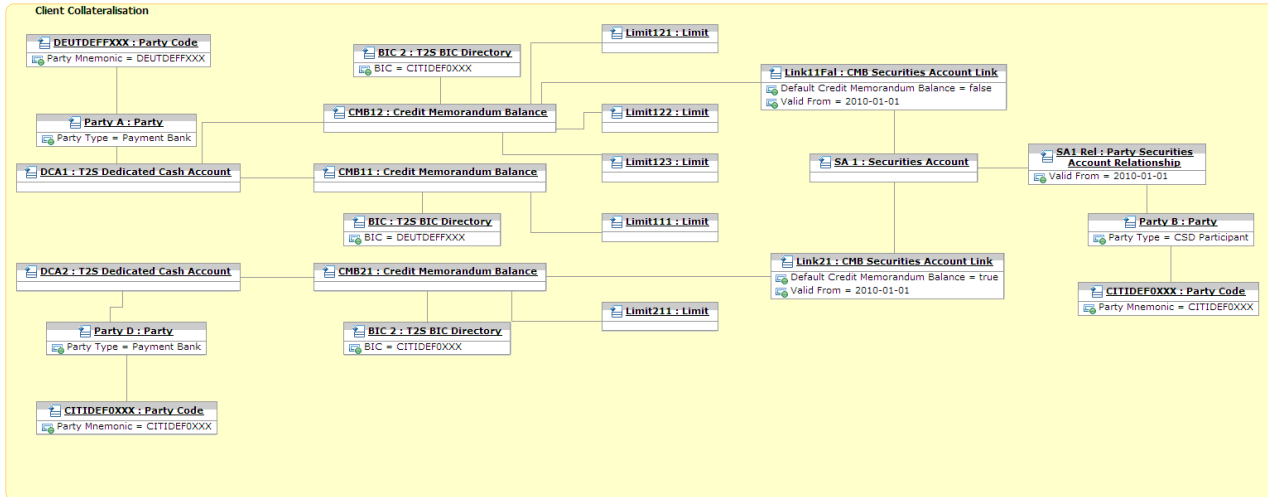 Client Collateralisation
DEUTDEFFXXX : Party Code
Party Mnemonic = DEUTDEFFXXX
BIC 2 : T2S BIC Directory
BIC = CITIDEF0XXX
Limit121 : Limit
Link11Fal : CMB Securities Account Link
Default Credit Memorandum Balance = false
Valid From = 2010-01-01
Party A : Party
Party Type = Payment Bank
CMB12 : Credit Memorandum Balance
Limit122 : Limit
DCA1 : T2S Dedicated Cash Account
CMB11 : Credit Memorandum Balance
Limit123 : Limit
SA 1 : Securities Account
SA1 Rel : Party Securities
Account Relationship
Valid From = 2010-01-01
BIC : T2S BIC Directory
BIC = DEUTDEFFXXX
Limit111 : Limit
Party B : Party
Party Type = CSD Participant
DCA2 : T2S Dedicated Cash Account
CMB21 : Credit Memorandum Balance
Link21 : CMB Securities Account Link
Default Credit Memorandum Balance = true
Valid From = 2010-01-01
CITIDEF0XXX : Party Code
Party Mnemonic = CITIDEF0XXX
Party D : Party
Party Type = Payment Bank
BIC 2 : T2S BIC Directory
BIC = CITIDEF0XXX
Limit211 : Limit
CITIDEF0XXX : Party Code
Party Mnemonic = CITIDEF0XXX